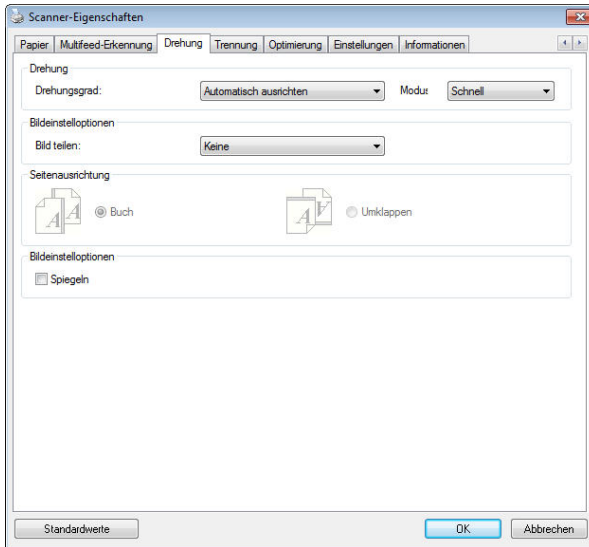 Scanner-Eigenschaften
Papier Multifeed-Erkennung Drehung Trennung Optimierung Einstellungen Informationen
Drehung
Drehungsgrad: Automatisch ausrichten Modus Schnell
Bildeinstelloptionen
Bild teilen: Keine
Seitenausrichtung
A A Buch A A Umklappen
Bildeinstelloptionen
Spiegeln
Standardwerte OK Abbrechen